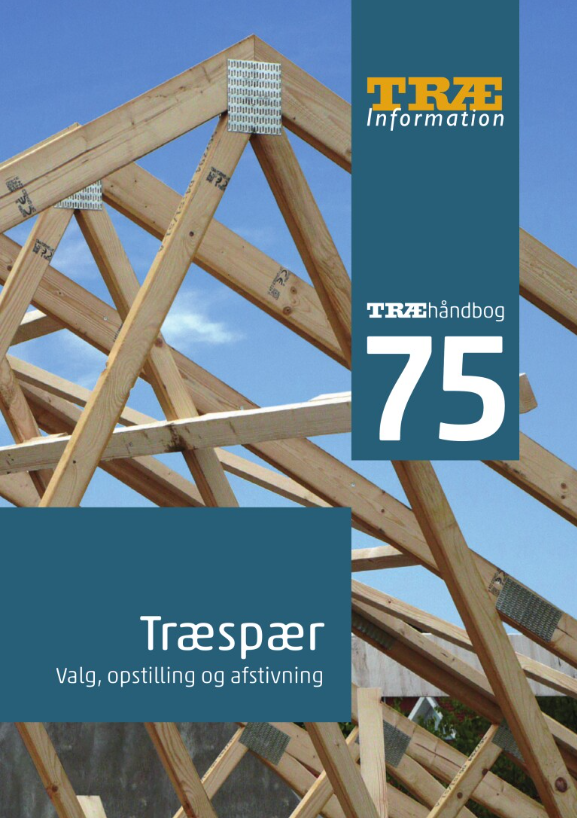 TRÆ
Information
TRÆhåndbog
75
Træspær
Valg, opstilling og afstivning